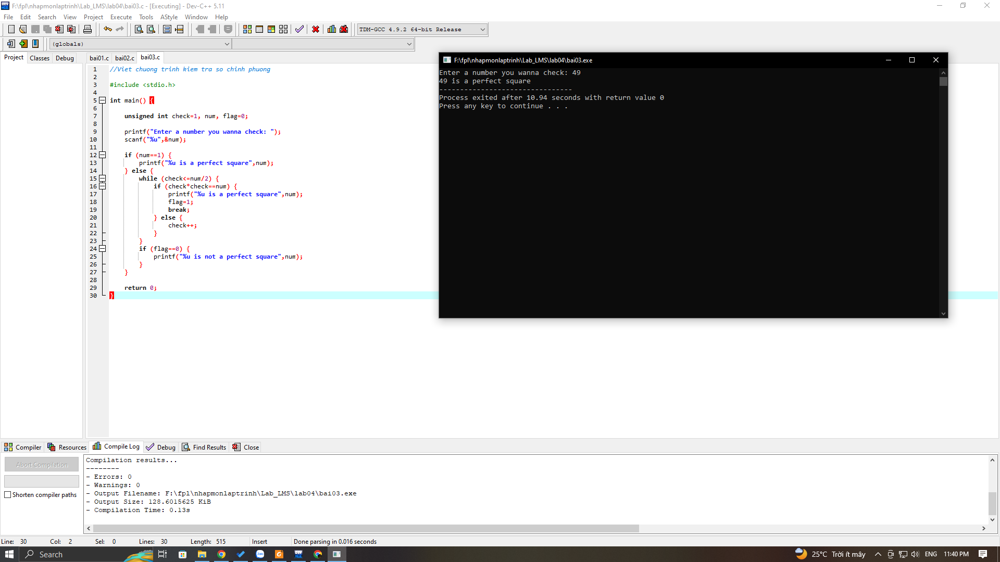 F:\fpl\nhapmonlaptrinh\Lab_LMS\lab04\bai03.c - [Executing] - Dev-C++ 5.11
File Edit Search View Project Execute Tools AStyle Window Help
TDM-GCC 4.9.2 64-bit Release
(globals)
Project Classes Debug
bai01.c bai02.c bai03.c
1 //Viet chuong trinh kiem tra so chinh phuong
2
3 #include <stdio.h>
4
5 int main() {
6
7 unsigned int check=1, num, flag=0;
8
9 printf("Enter a number you wanna check: ");
10 scanf("%u",&num);
11
12 if (num==1) {
13 printf("%u is a perfect square",num);
14 } else {
15 while (check<=num/2) {
16 if (check*check==num) {
17 printf("%u is a perfect square",num);
18 flag=1;
19 break;
20 } else {
21 check++;
22 }
23 }
24 if (flag==0) {
25 printf("%u is not a perfect square",num);
26 }
27 }
28
29 return 0;
30 }
F:\fpl\nhapmonlaptrinh\Lab_LMS\lab04\bai03.exe
Enter a number you wanna check: 49
49 is a perfect square
--------------------------------
Process exited after 10.94 seconds with return value 0
Press any key to continue . . .
Compiler Resources Compile Log Debug Find Results Close
Abort Compilation
Shorten compiler paths
Compilation results...
--------
- Errors: 0
- Warnings: 0
- Output Filename: F:\fpl\nhapmonlaptrinh\Lab_LMS\lab04\bai03.exe
- Output Size: 128.6015625 KiB
- Compilation Time: 0.13s
Line: 30 Col: 2 Sel: 0 Lines: 30 Length: 515 Insert Done parsing in 0.016 seconds
Search
Zalo
DEV
25°C Trời ít mây
ENG
11:40 PM